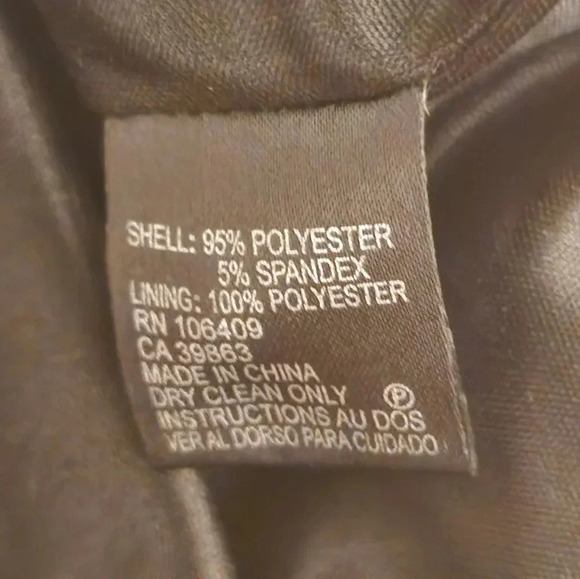 SHELL: 95% POLYESTER
5% SPANDEX
LINING: 100% POLYESTER
RN 106409
CA 39863
MADE IN CHINA
DRY CLEAN ONLY Ⓟ
INSTRUCTIONS AU DOS
VER AL DORSO PARA CUIDADO